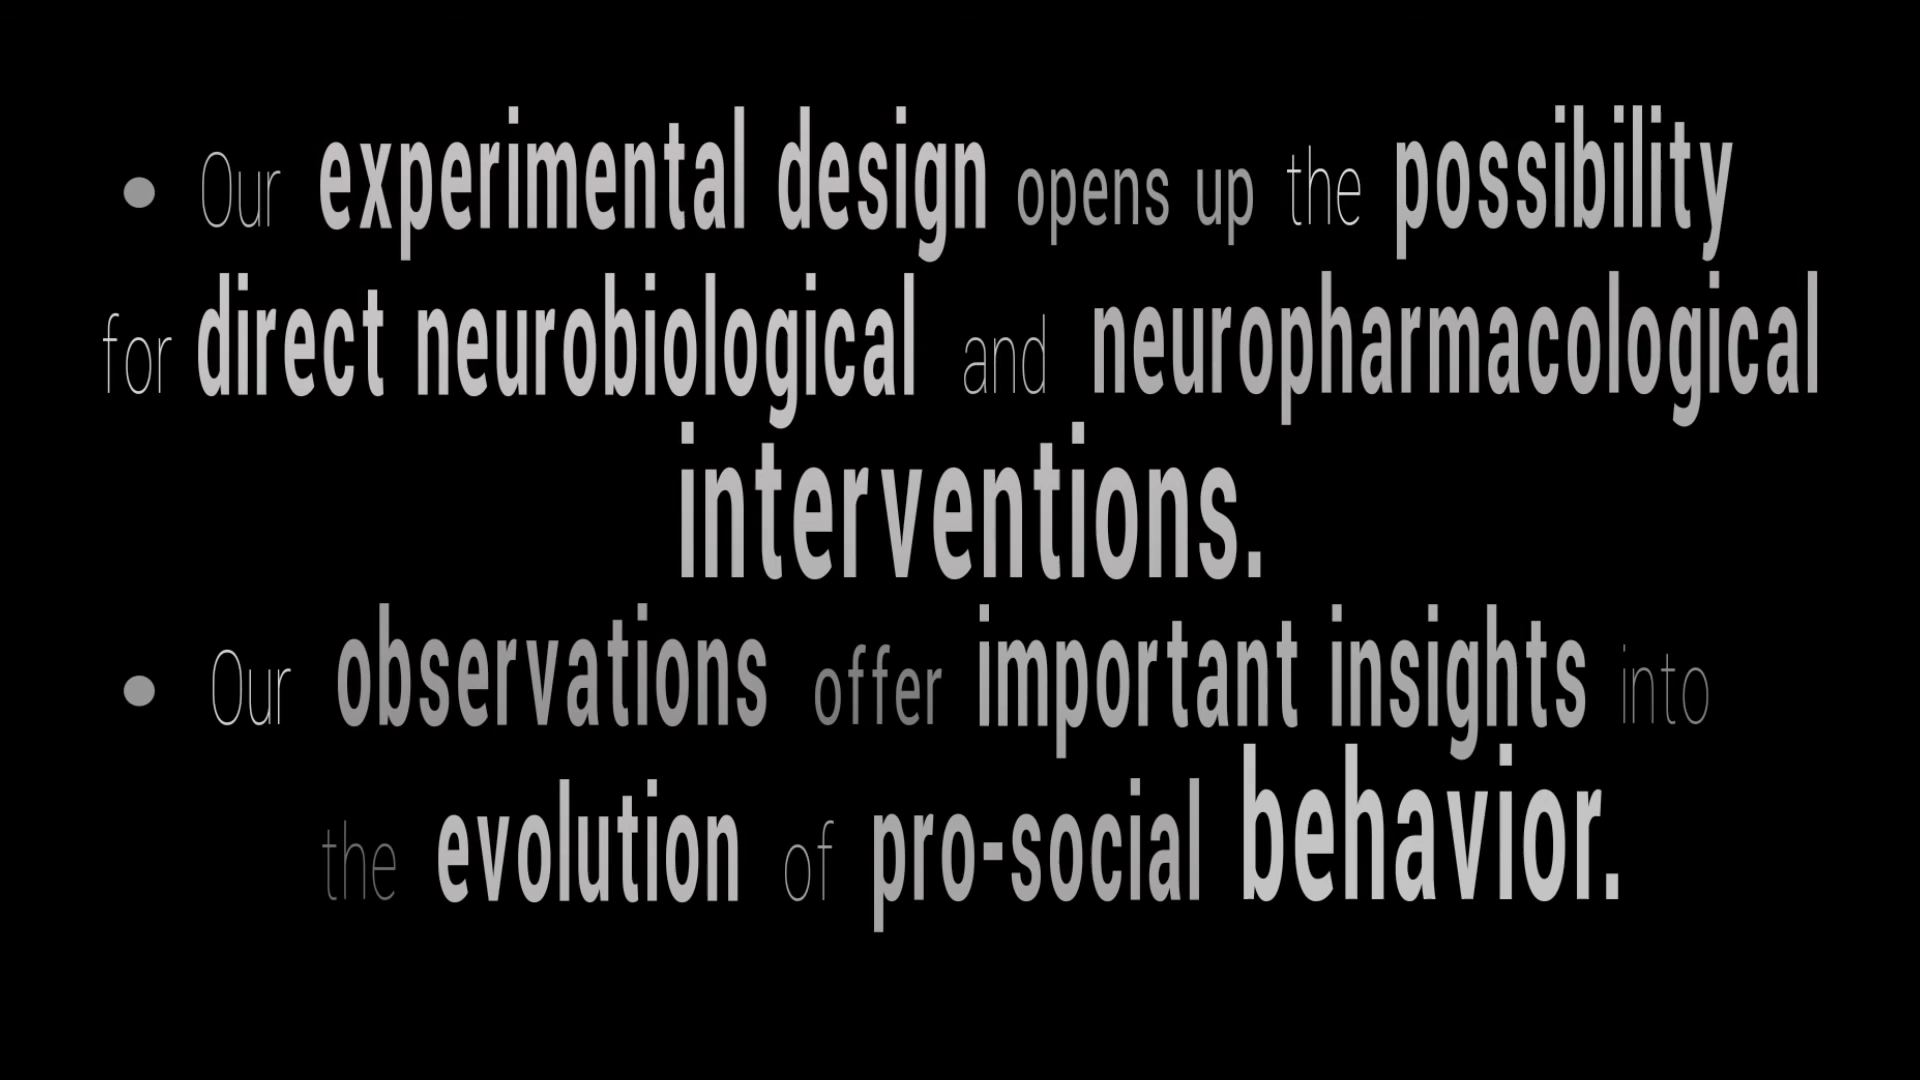 • Our experimental design opens up the possibility
for direct neurobiological and neuropharmacological
interventions.
• Our observations offer important insights into
the evolution of pro-social behavior.